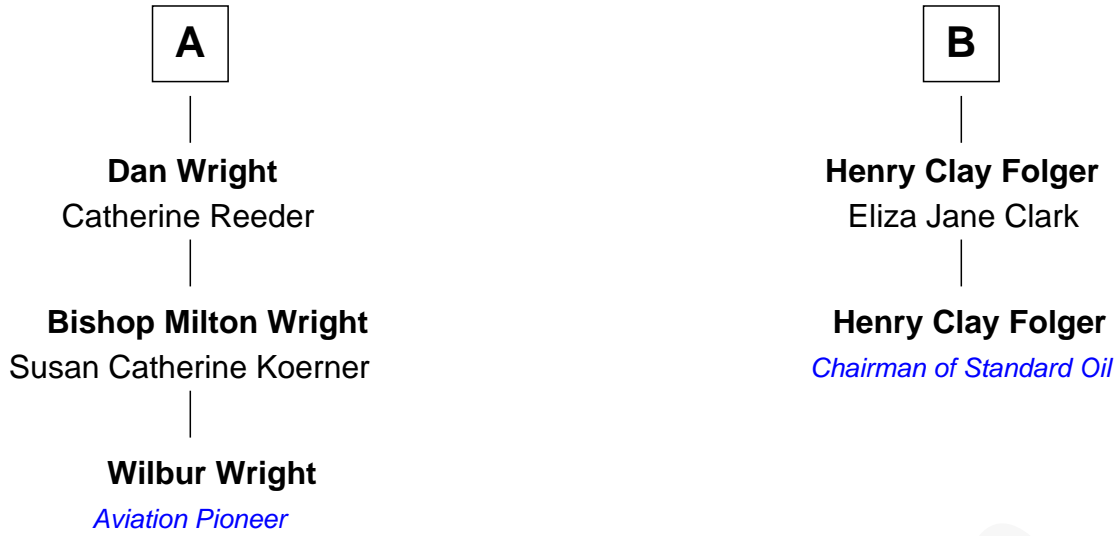 A
B
Dan Wright
Catherine Reeder
Henry Clay Folger
Eliza Jane Clark
Bishop Milton Wright
Susan Catherine Koerner
Henry Clay Folger
Chairman of Standard Oil
Wilbur Wright
Aviation Pioneer